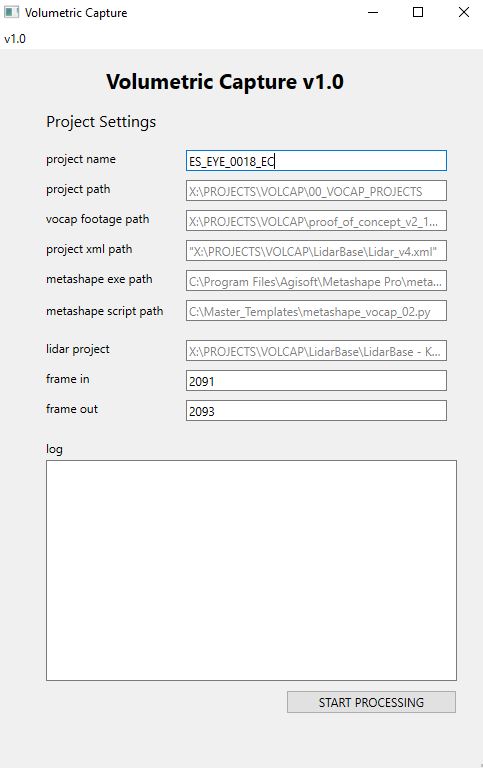 Volumetric Capture
v1.0
Volumetric Capture v1.0
Project Settings
project name ES_EYE_0018_EC
project path X:\PROJECTS\VOLCAP\00_VOCAP_PROJECTS
vocap footage path X:\PROJECTS\VOLCAP\proof_of_concept_v2_1...
project xml path "X:\PROJECTS\VOLCAP\LidarBase\Lidar_v4.xml"
metashape exe path C:\Program Files\Agisoft\Metashape Pro\meta...
metashape script path C:\Master_Templates\metashape_vocap_02.py
lidar project X:\PROJECTS\VOLCAP\LidarBase\LidarBase - K...
frame in 2091
frame out 2093
log
START PROCESSING